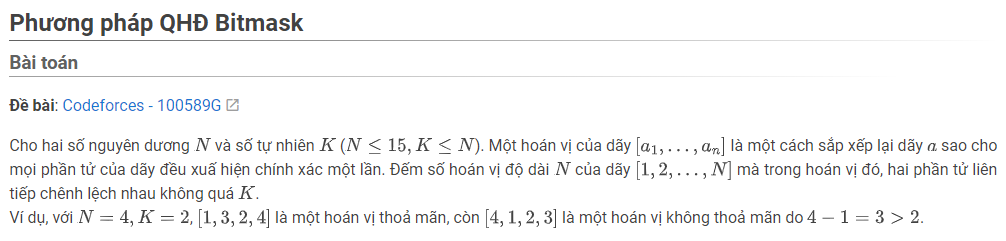 Phương pháp QHĐ Bitmask
Bài toán
Đề bài: Codeforces - 100589G
Cho hai số nguyên dương N và số tự nhiên K (N ≤ 15, K ≤ N). Một hoán vị của dãy [a₁, …, aₙ] là một cách sắp xếp lại dãy a sao cho
mọi phần tử của dãy đều xuấ hiện chính xác một lần. Đếm số hoán vị độ dài N của dãy [1, 2, …, N] mà trong hoán vị đó, hai phần tử liên
tiếp chênh lệch nhau không quá K.
Ví dụ, với N = 4, K = 2, [1, 3, 2, 4] là một hoán vị thoả mãn, còn [4, 1, 2, 3] là một hoán vị không thoả mãn do 4 − 1 = 3 > 2.